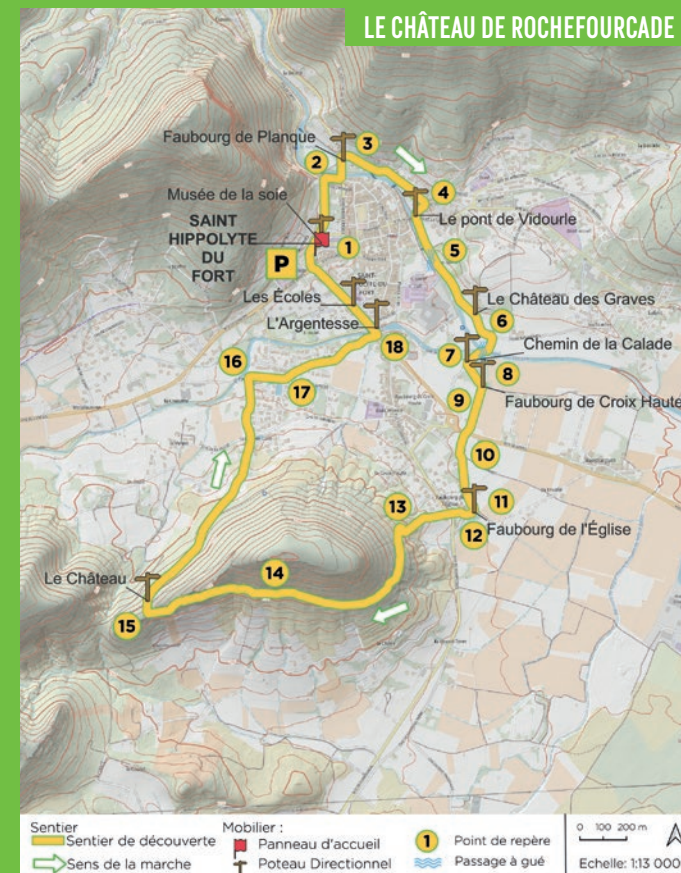 LE CHÂTEAU DE ROCHEFOURCADE
Faubourg de Planque
3
2
4
Musée de la soie
Le pont de Vidourle
SAINT
HIPPOLYTE
DU
FORT
1
5
P
Les Écoles
Le Château des Graves
6
L'Argentesse
18
7
Chemin de la Calade
8
16
17
9
Faubourg de Croix Haute
10
11
13
12
Faubourg de l'Église
14
Le Château
15
Sentier
Sentier de découverte
Sens de la marche
Mobilier :
Panneau d'accueil
Poteau Directionnel
1
Point de repère
Passage à gué
0 100 200 m
Echelle: 1:13 000